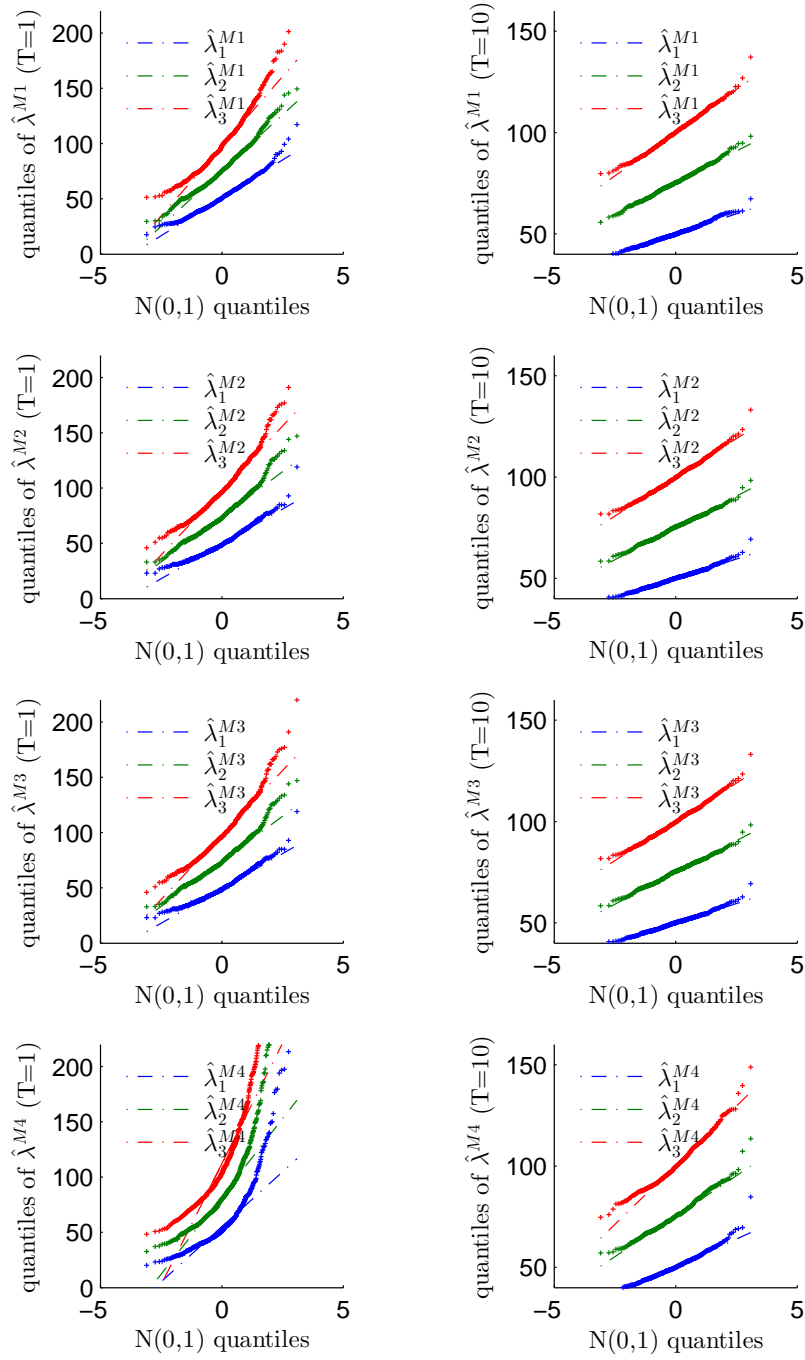 quantiles of λ̂^{M1} (T=1)
200
150
100
50
0
λ̂_1^{M1}
λ̂_2^{M1}
λ̂_3^{M1}
−5 0 5
N(0,1) quantiles
quantiles of λ̂^{M1} (T=10)
150
100
50
λ̂_1^{M1}
λ̂_2^{M1}
λ̂_3^{M1}
−5 0 5
N(0,1) quantiles
quantiles of λ̂^{M2} (T=1)
200
150
100
50
0
λ̂_1^{M2}
λ̂_2^{M2}
λ̂_3^{M2}
−5 0 5
N(0,1) quantiles
quantiles of λ̂^{M2} (T=10)
150
100
50
λ̂_1^{M2}
λ̂_2^{M2}
λ̂_3^{M2}
−5 0 5
N(0,1) quantiles
quantiles of λ̂^{M3} (T=1)
200
150
100
50
0
λ̂_1^{M3}
λ̂_2^{M3}
λ̂_3^{M3}
−5 0 5
N(0,1) quantiles
quantiles of λ̂^{M3} (T=10)
150
100
50
λ̂_1^{M3}
λ̂_2^{M3}
λ̂_3^{M3}
−5 0 5
N(0,1) quantiles
quantiles of λ̂^{M4} (T=1)
200
150
100
50
0
λ̂_1^{M4}
λ̂_2^{M4}
λ̂_3^{M4}
−5 0 5
N(0,1) quantiles
quantiles of λ̂^{M4} (T=10)
150
100
50
λ̂_1^{M4}
λ̂_2^{M4}
λ̂_3^{M4}
−5 0 5
N(0,1) quantiles